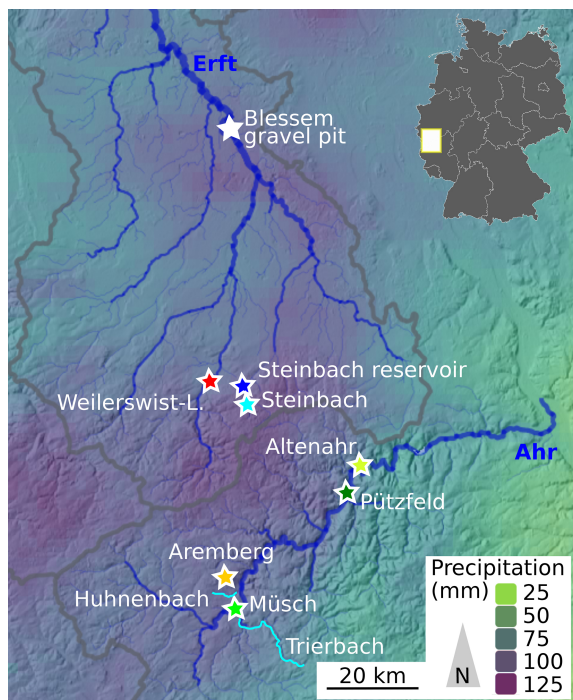 Erft
Blessem
gravel pit
Steinbach reservoir
Weilerswist-L.
Steinbach
Altenahr
Ahr
Pützfeld
Aremberg
Huhnenbach
Müsch
Trierbach
Precipitation
(mm)
25
50
75
100
125
N
20 km